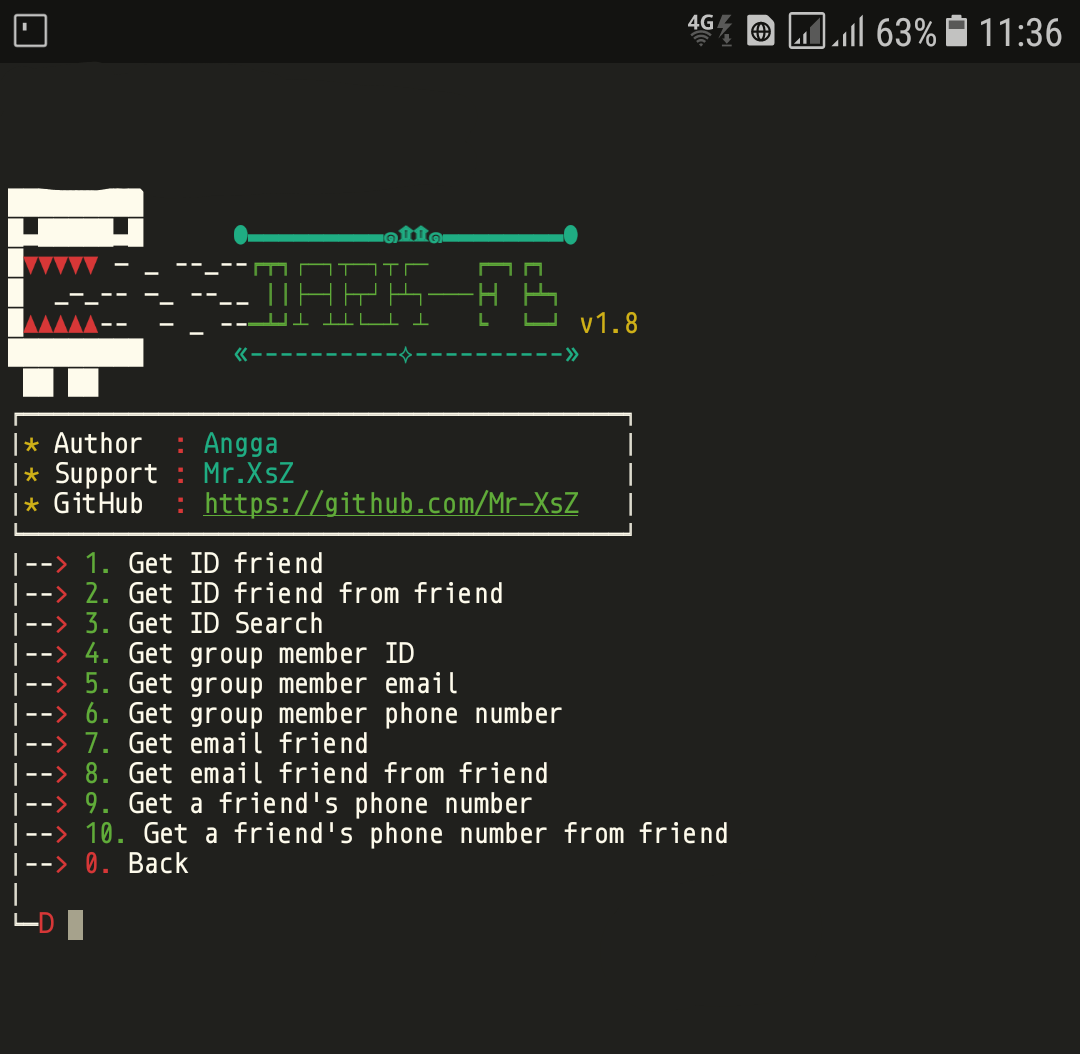 4G 63% 11:36
v1.8
* Author : Angga
* Support : Mr.XsZ
* GitHub : https://github.com/Mr-XsZ
|--> 1. Get ID friend
|--> 2. Get ID friend from friend
|--> 3. Get ID Search
|--> 4. Get group member ID
|--> 5. Get group member email
|--> 6. Get group member phone number
|--> 7. Get email friend
|--> 8. Get email friend from friend
|--> 9. Get a friend's phone number
|--> 10. Get a friend's phone number from friend
|--> 0. Back
D